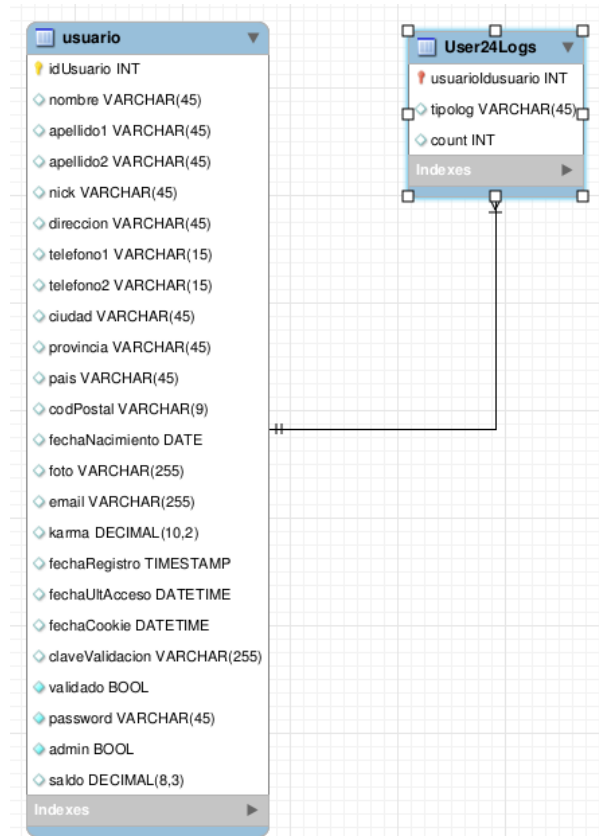 usuario
idUsuario INT
nombre VARCHAR(45)
apellido1 VARCHAR(45)
apellido2 VARCHAR(45)
nick VARCHAR(45)
direccion VARCHAR(45)
telefono1 VARCHAR(15)
telefono2 VARCHAR(15)
ciudad VARCHAR(45)
provincia VARCHAR(45)
pais VARCHAR(45)
codPostal VARCHAR(9)
fechaNacimiento DATE
foto VARCHAR(255)
email VARCHAR(255)
karma DECIMAL(10,2)
fechaRegistro TIMESTAMP
fechaUltAcceso DATETIME
fechaCookie DATETIME
claveValidacion VARCHAR(255)
validado BOOL
password VARCHAR(45)
admin BOOL
saldo DECIMAL(8,3)
Indexes
User24Logs
usuarioIdusuario INT
tipolog VARCHAR(45)
count INT
Indexes